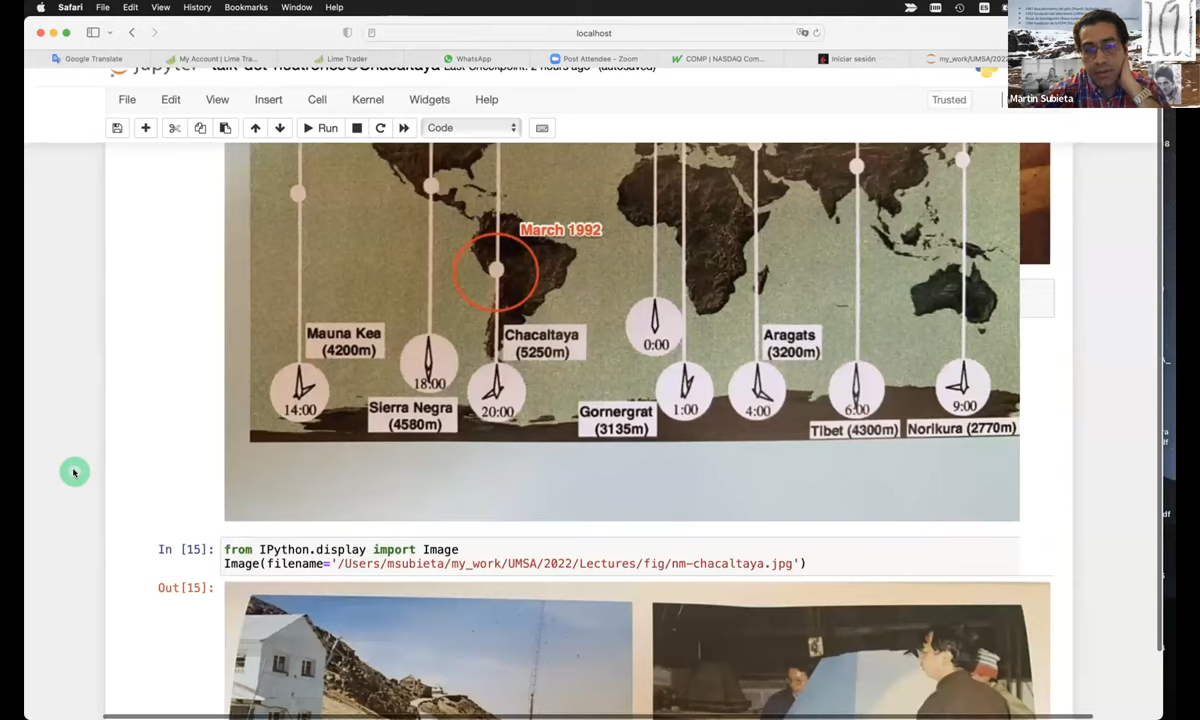 Safari File Edit View History Bookmarks Window Help
localhost
Google Translate My Account | Lime Tra... Lime Trader WhatsApp Post Attendee - Zoom COMP | NASDAQ Com... Iniciar sesión my_work/UMSA/202
Martin Subieta
File Edit View Insert Cell Kernel Widgets Help
Trusted
Run Code
March 1992
Mauna Kea
(4200m)
Chacaltaya
(5250m)
Aragats
(3200m)
0:00
14:00
18:00
20:00
1:00
4:00
6:00
9:00
Sierra Negra
(4580m)
Gornergrat
(3135m)
Tibet (4300m)
Norikura (2770m)
In [15]: from IPython.display import Image
Image(filename='/Users/msubieta/my_work/UMSA/2022/Lectures/fig/nm-chacaltaya.jpg')
Out[15]: